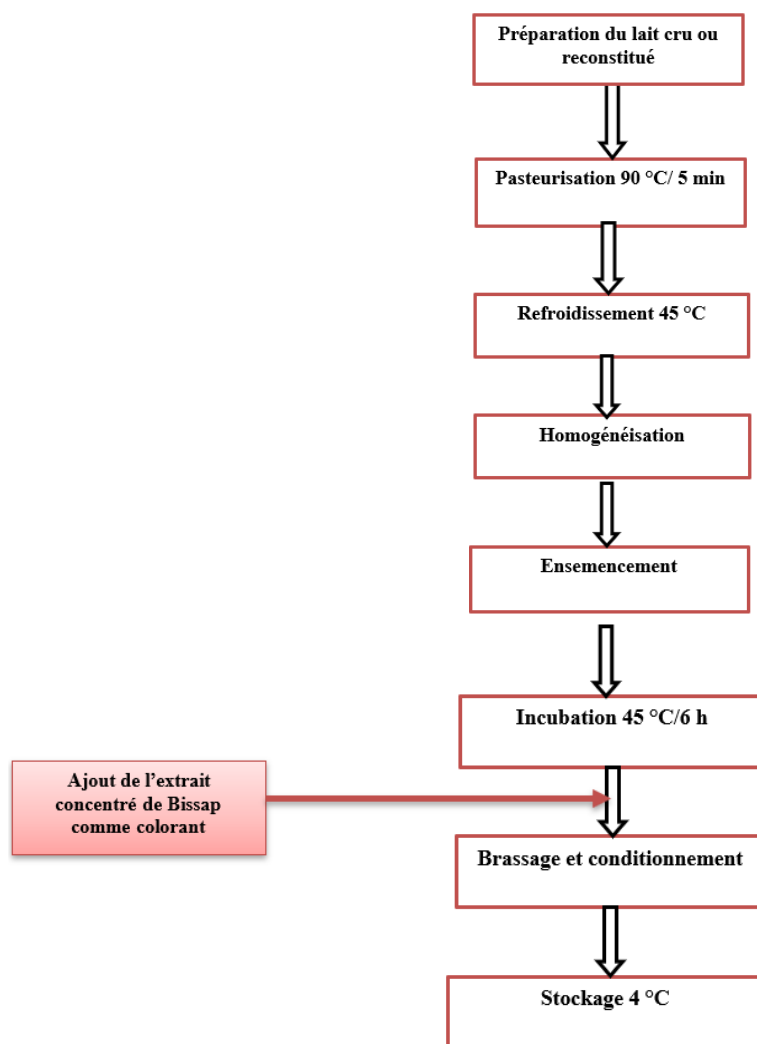 Préparation du lait cru ou
reconstitué
Pasteurisation 90 °C/ 5 min
Refroidissement 45 °C
Homogénéisation
Ensemencement
Incubation 45 °C/6 h
Ajout de l’extrait
concentré de Bissap
comme colorant
Brassage et conditionnement
Stockage 4 °C